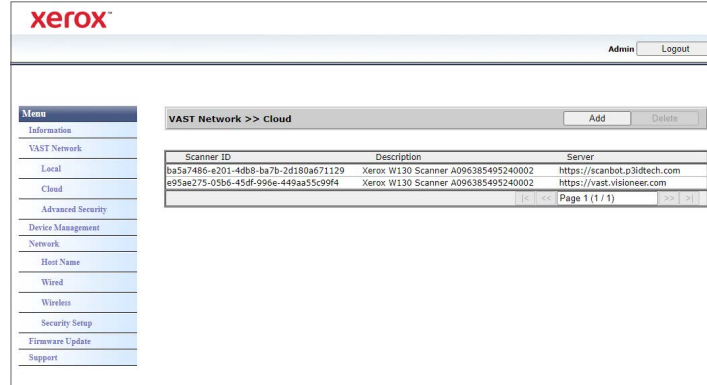 xerox™
Admin Logout
Menu
Information
VAST Network
Local
Cloud
Advanced Security
Device Management
Network
Host Name
Wired
Wireless
Security Setup
Firmware Update
Support
VAST Network >> Cloud Add Delete
Scanner ID Description Server
ba5a7486-e201-4db8-ba7b-2d180a671129 Xerox W130 Scanner A096385495240002 https://scanbot.p3idtech.com
e95ae275-05b6-45df-996e-449aa55c99f4 Xerox W130 Scanner A096385495240002 https://vast.visioneer.com
|< << Page 1 (1 / 1) >> >|